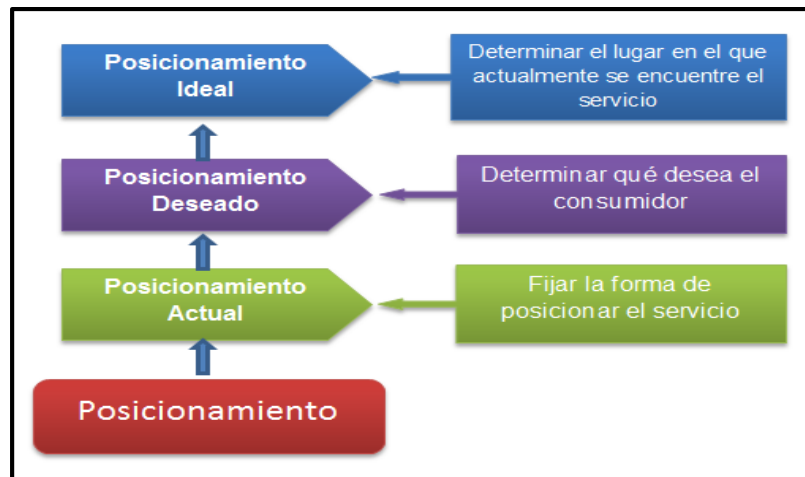 Posicionamiento
Ideal
Determinar el lugar en el que
actualmente se encuentre el
servicio
Posicionamiento
Deseado
Determinar qué desea el
consumidor
Posicionamiento
Actual
Fijar la forma de
posicionar el servicio
Posicionamiento